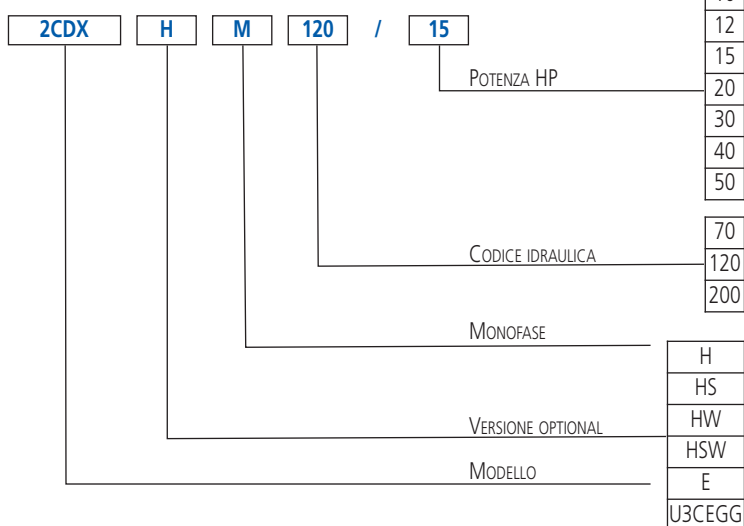 2CDX H M 120 / 15
12
15
POTENZA HP 20
30
40
50
70
CODICE IDRAULICA 120
200
MONOFASE
H
HS
VERSIONE OPTIONAL HW
HSW
MODELLO E
U3CEGG